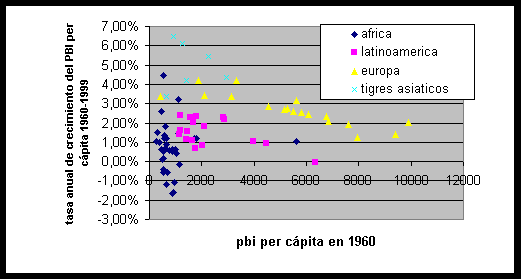 7,00%
6,00%
5,00%
4,00%
3,00%
2,00%
1,00%
0,00%
-1,00%
-2,00%
-3,00%
tasa anual de crecimiento del PBI per
cápita 1960-1999
africa
latinoamerica
europa
tigres asiaticos
0 2000 4000 6000 8000 10000 12000
pbi per cápita en 1960